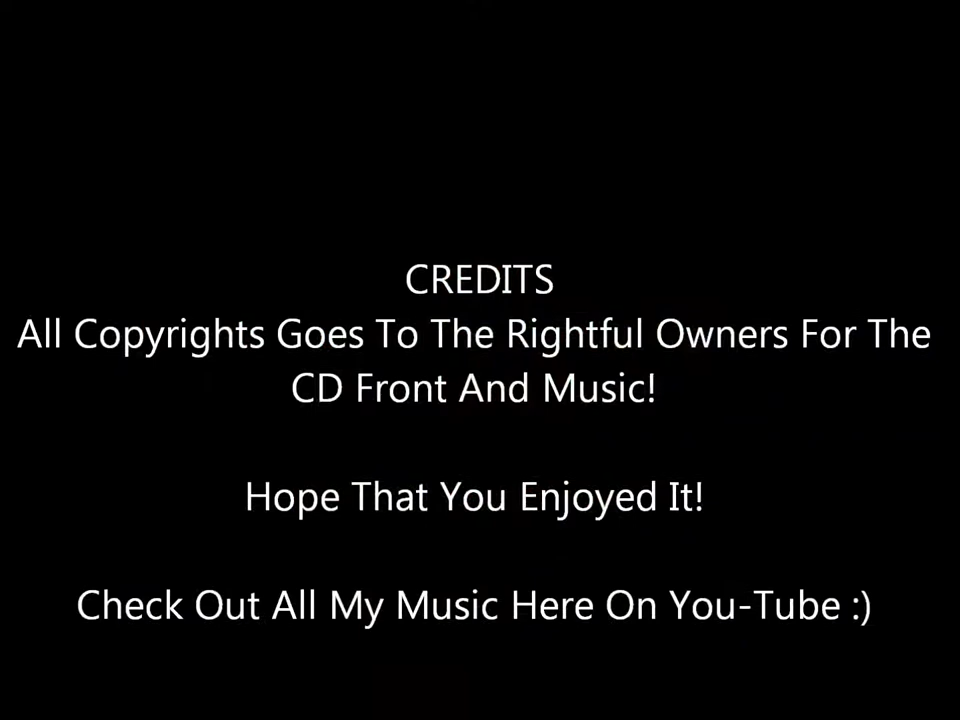 CREDITS
All Copyrights Goes To The Rightful Owners For The
CD Front And Music!
Hope That You Enjoyed It!
Check Out All My Music Here On You-Tube :)